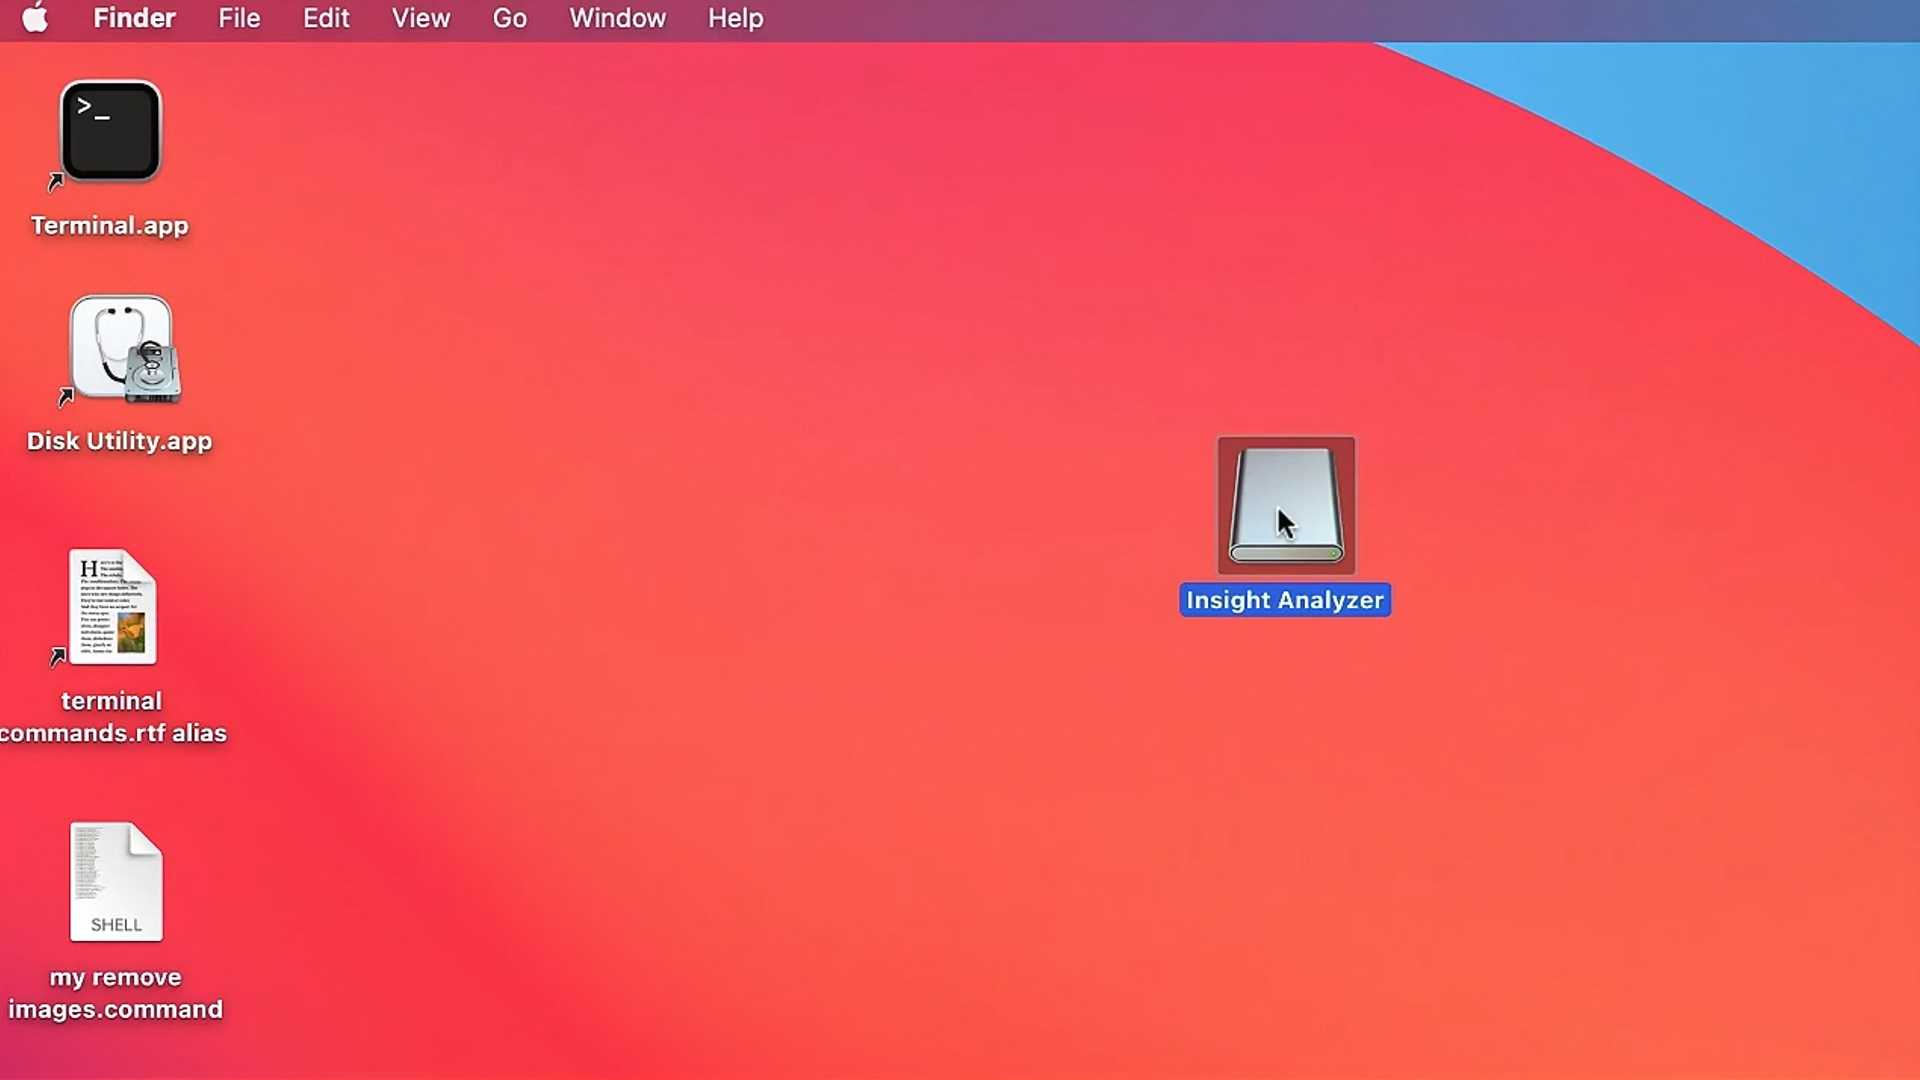 Finder File Edit View Go Window Help
>_
Terminal.app
Disk Utility.app
Insight Analyzer
terminal
commands.rtf alias
SHELL
my remove
images.command